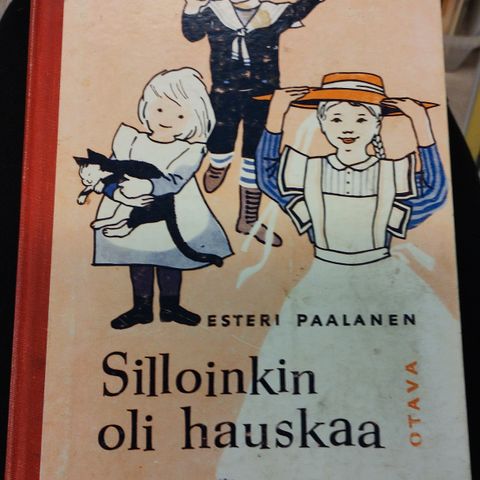 ESTERI PAALANEN
Silloinkin
oli hauskaa
OTAVA